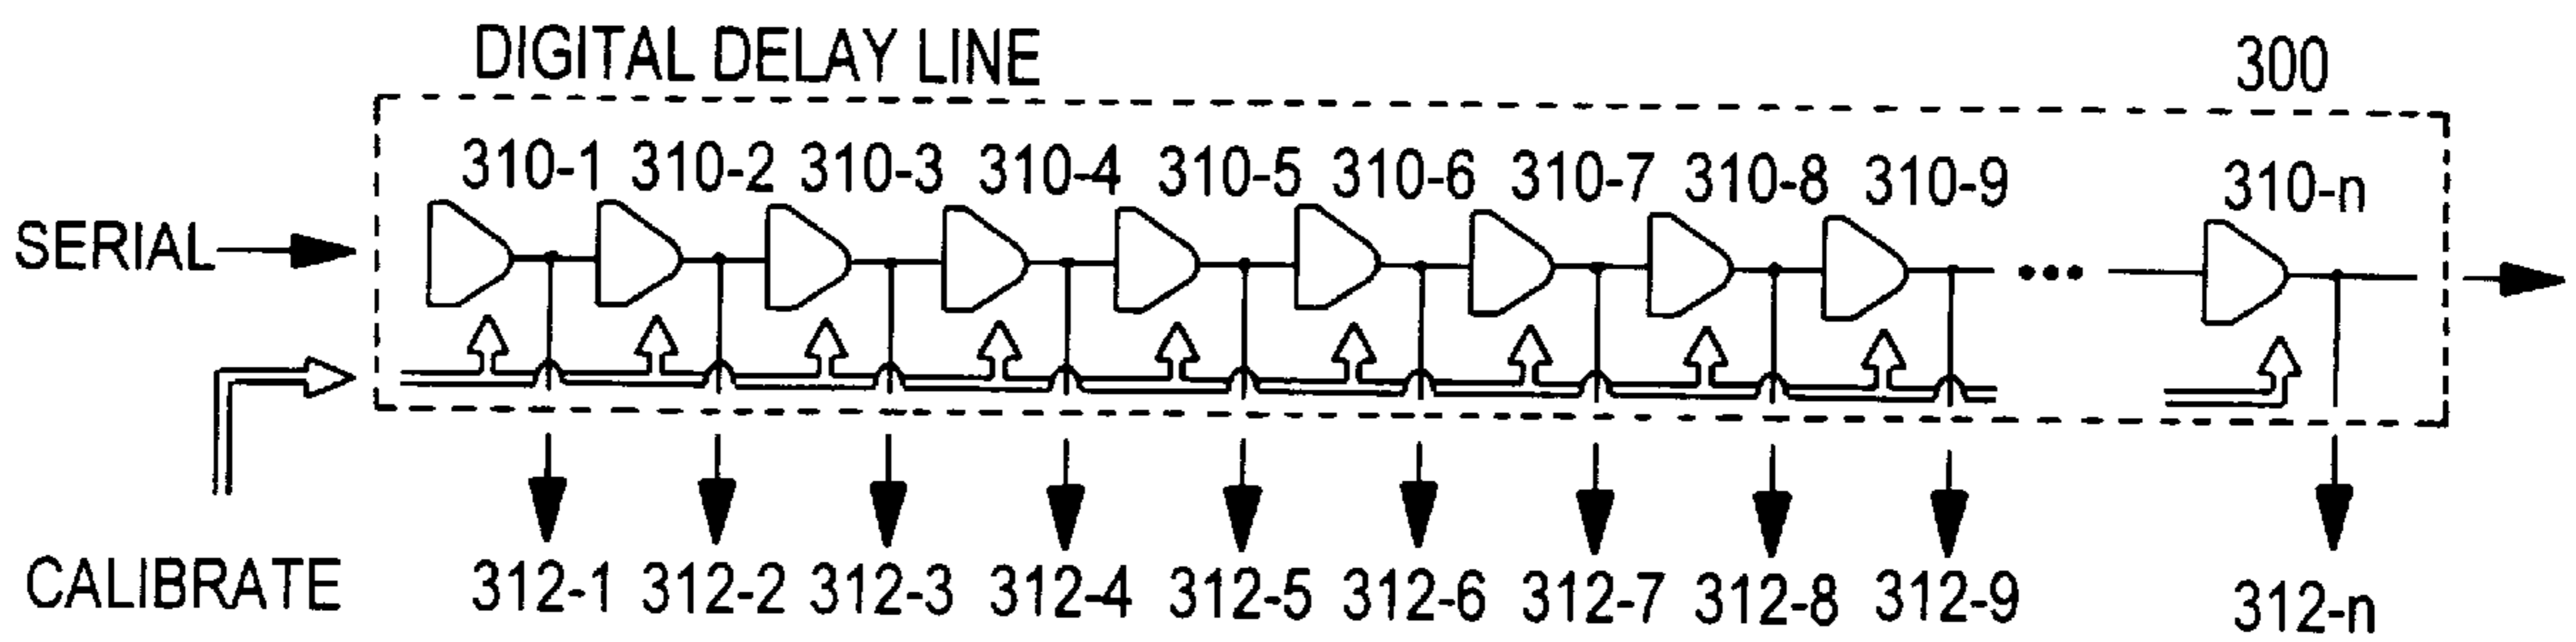 DIGITAL DELAY LINE
300
310-1 310-2 310-3 310-4 310-5 310-6 310-7 310-8 310-9 310-n
SERIAL
•••
CALIBRATE
312-1 312-2 312-3 312-4 312-5 312-6 312-7 312-8 312-9 312-n